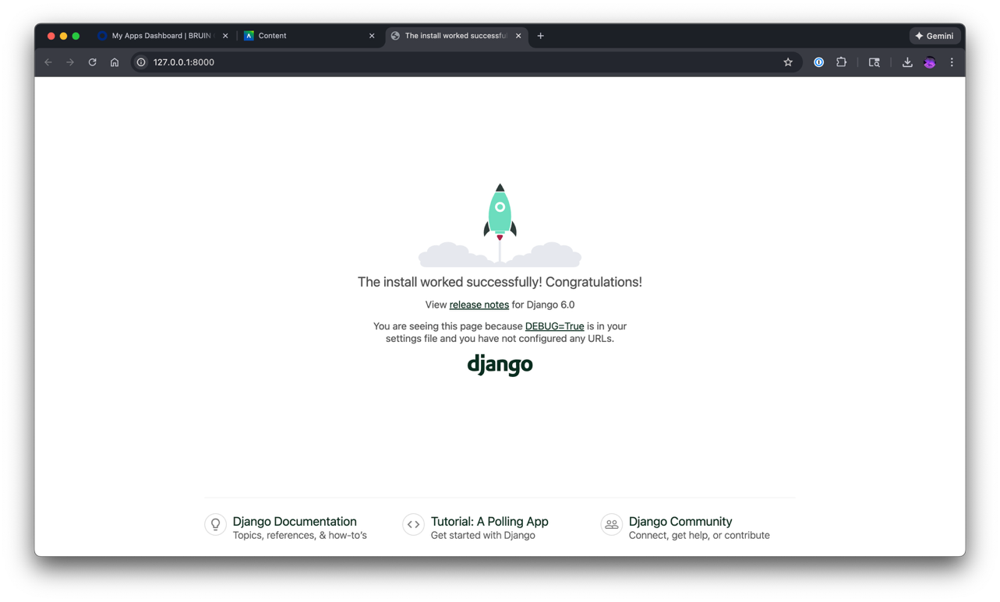 My Apps Dashboard | BRUIN
Content
The install worked successfu
Gemini
127.0.0.1:8000
The install worked successfully! Congratulations!
View release notes for Django 6.0
You are seeing this page because DEBUG=True is in your
settings file and you have not configured any URLs.
django
Django Documentation
Topics, references, & how-to's
Tutorial: A Polling App
Get started with Django
Django Community
Connect, get help, or contribute